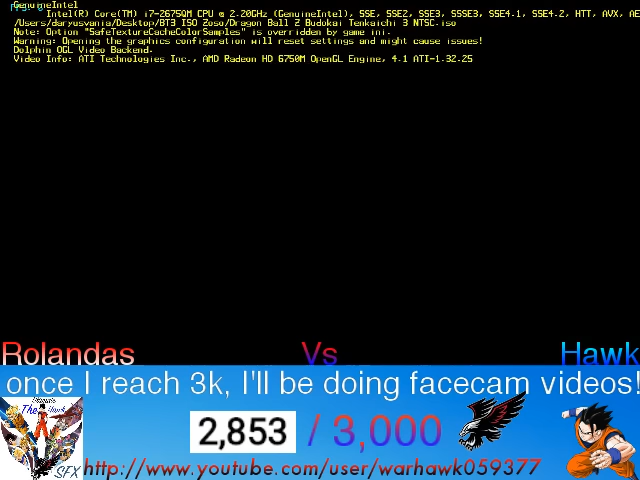 GenuineIntel
Intel(R) Core(TM) i7-2675QM CPU @ 2.20GHz (GenuineIntel), SSE, SSE2, SSE3, SSSE3, SSE4.1, SSE4.2, HTT, AVX, AE
/Users/daryusvania/Desktop/BT3 ISO Zoso/Dragon Ball Z Budokai Tenkaichi 3 NTSC.iso
Note: Option "SafeTextureCacheColorSamples" is overridden by game ini.
Warning: Opening the graphics configuration will reset settings and might cause issues!
Dolphin OGL Video Backend.
Video Info: ATI Technologies Inc., AMD Radeon HD 6750M OpenGL Engine, 4.1 ATI-1.32.25
Rolandas Vs Hawk
once I reach 3k, I'll be doing facecam videos!
2,853 / 3,000
The Hawk
SFX
http://www.youtube.com/user/warhawk059377